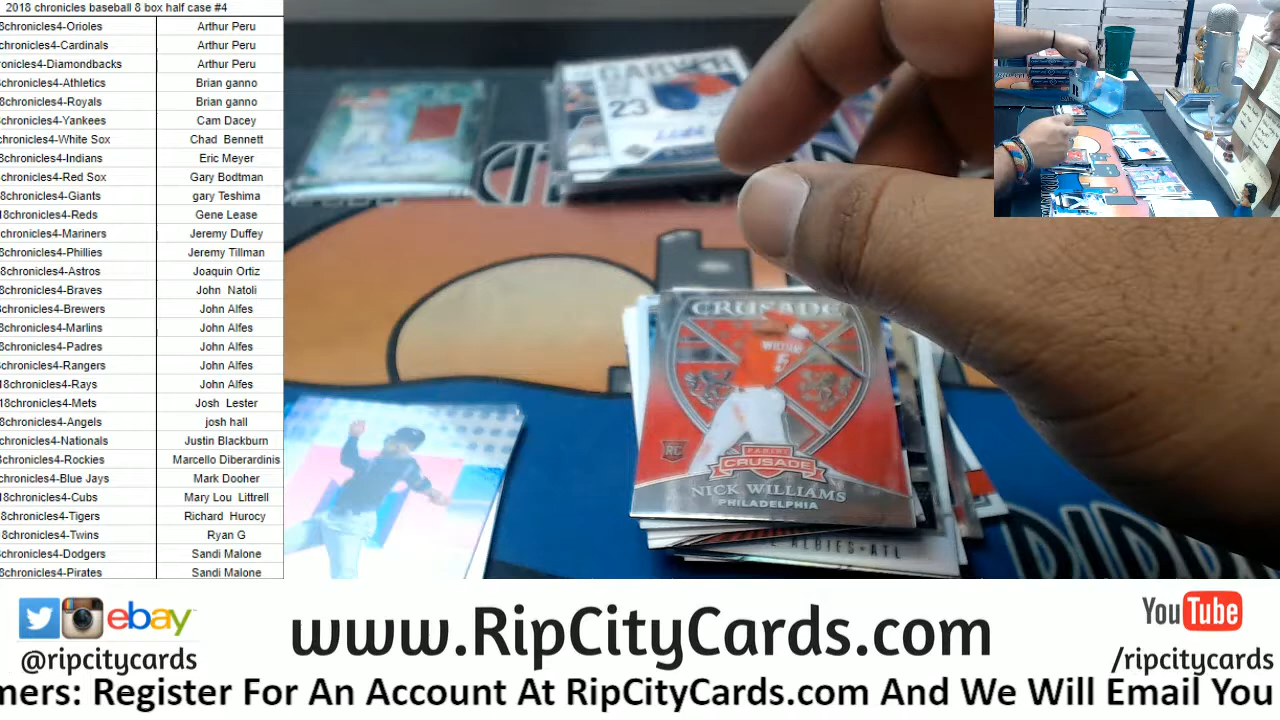 2018 chronicles baseball 8 box half case #4
8chronicles4-Orioles Arthur Peru
chronicles4-Cardinals Arthur Peru
ronicles4-Diamondbacks Arthur Peru
chronicles4-Athletics Brian ganno
8chronicles4-Royals Brian ganno
chronicles4-Yankees Cam Dacey
chronicles4-White Sox Chad Bennett
8chronicles4-Indians Eric Meyer
chronicles4-Red Sox Gary Bodtman
8chronicles4-Giants gary Teshima
18chronicles4-Reds Gene Lease
chronicles4-Mariners Jeremy Duffey
chronicles4-Phillies Jeremy Tillman
8chronicles4-Astros Joaquin Ortiz
8chronicles4-Braves John Natoli
chronicles4-Brewers John Alfes
8chronicles4-Marlins John Alfes
8chronicles4-Padres John Alfes
chronicles4-Rangers John Alfes
18chronicles4-Rays John Alfes
18chronicles4-Mets Josh Lester
8chronicles4-Angels josh hall
chronicles4-Nationals Justin Blackburn
8chronicles4-Rockies Marcello Diberardinis
chronicles4-Blue Jays Mark Dooher
18chronicles4-Cubs Mary Lou Littrell
8chronicles4-Tigers Richard Hurocy
8chronicles4-Twins Ryan G
chronicles4-Dodgers Sandi Malone
8chronicles4-Pirates Sandi Malone
23
CRUSADE
WILLIAMS
5
RC
PANINI
CRUSADE
NICK WILLIAMS
PHILADELPHIA
ALBIES • ATL
ebay
@ripcitycards
www.RipCityCards.com
YouTube
/ripcitycards
mers: Register For An Account At RipCityCards.com And We Will Email You